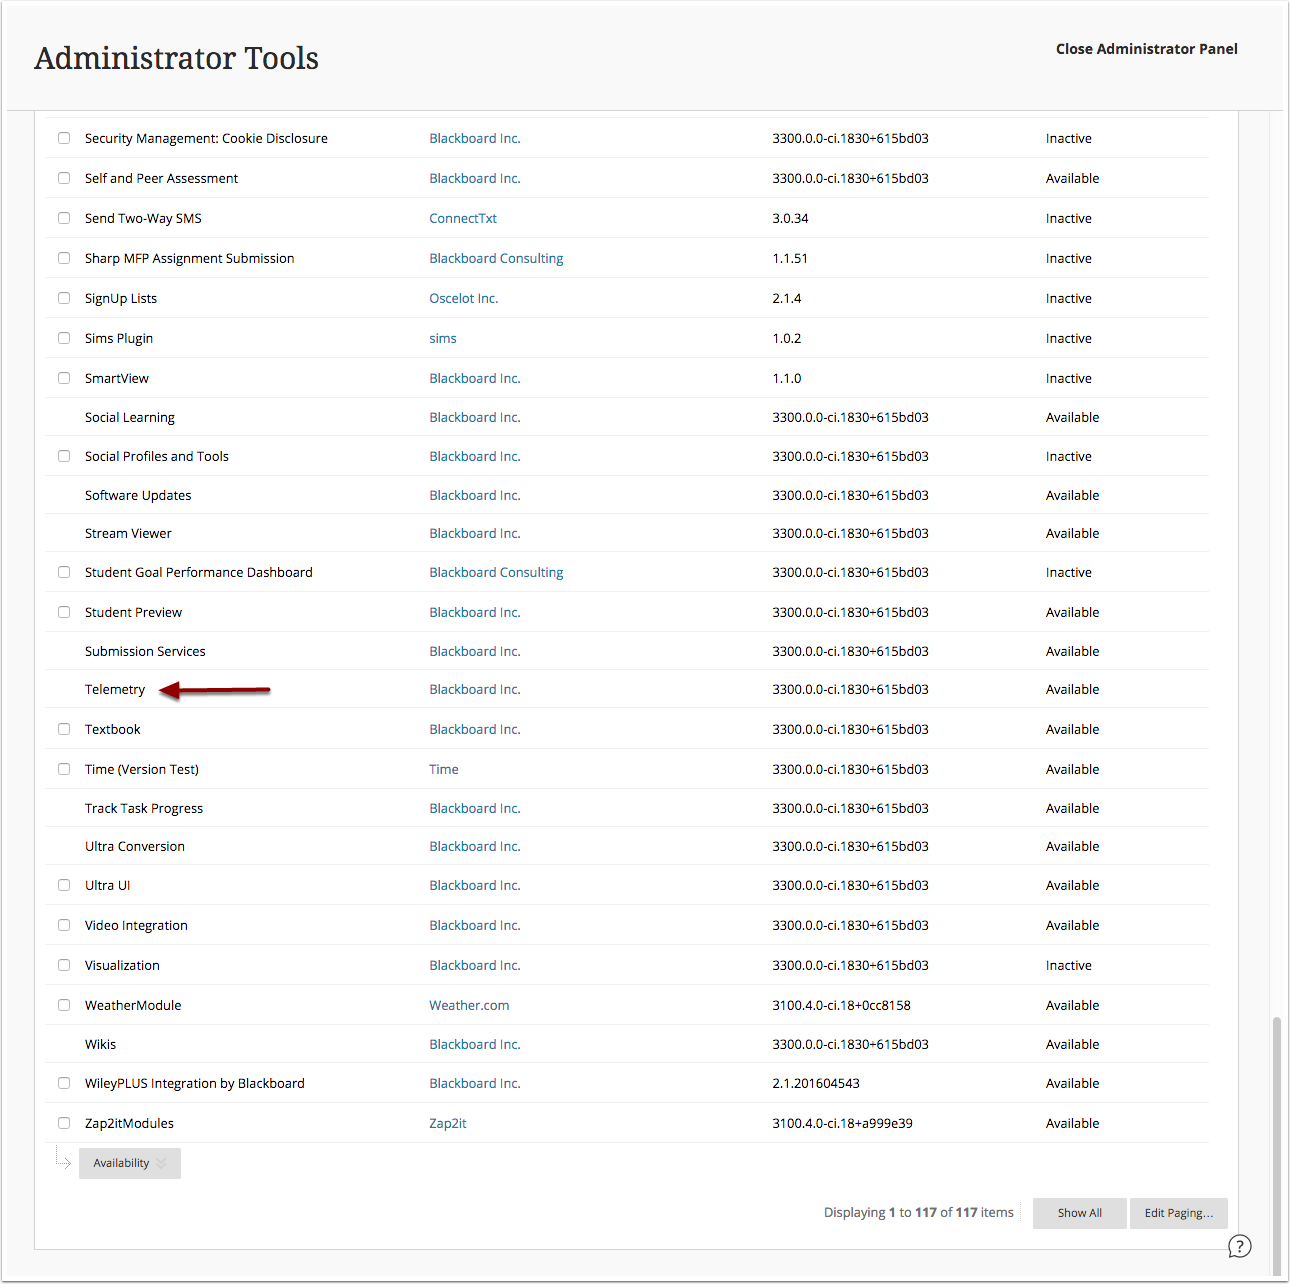 Administrator Tools
Close Administrator Panel
Security Management: Cookie Disclosure Blackboard Inc. 3300.0.0-ci.1830+615bd03 Inactive
Self and Peer Assessment Blackboard Inc. 3300.0.0-ci.1830+615bd03 Available
Send Two-Way SMS ConnectTxt 3.0.34 Inactive
Sharp MFP Assignment Submission Blackboard Consulting 1.1.51 Inactive
SignUp Lists Oscelot Inc. 2.1.4 Inactive
Sims Plugin sims 1.0.2 Inactive
SmartView Blackboard Inc. 1.1.0 Inactive
Social Learning Blackboard Inc. 3300.0.0-ci.1830+615bd03 Available
Social Profiles and Tools Blackboard Inc. 3300.0.0-ci.1830+615bd03 Inactive
Software Updates Blackboard Inc. 3300.0.0-ci.1830+615bd03 Available
Stream Viewer Blackboard Inc. 3300.0.0-ci.1830+615bd03 Available
Student Goal Performance Dashboard Blackboard Consulting 3300.0.0-ci.1830+615bd03 Inactive
Student Preview Blackboard Inc. 3300.0.0-ci.1830+615bd03 Available
Submission Services Blackboard Inc. 3300.0.0-ci.1830+615bd03 Available
Telemetry Blackboard Inc. 3300.0.0-ci.1830+615bd03 Available
Textbook Blackboard Inc. 3300.0.0-ci.1830+615bd03 Available
Time (Version Test) Time 3300.0.0-ci.1830+615bd03 Available
Track Task Progress Blackboard Inc. 3300.0.0-ci.1830+615bd03 Available
Ultra Conversion Blackboard Inc. 3300.0.0-ci.1830+615bd03 Available
Ultra UI Blackboard Inc. 3300.0.0-ci.1830+615bd03 Available
Video Integration Blackboard Inc. 3300.0.0-ci.1830+615bd03 Available
Visualization Blackboard Inc. 3300.0.0-ci.1830+615bd03 Inactive
WeatherModule Weather.com 3100.4.0-ci.18+0cc8158 Available
Wikis Blackboard Inc. 3300.0.0-ci.1830+615bd03 Available
WileyPLUS Integration by Blackboard Blackboard Inc. 2.1.201604543 Available
Zap2itModules Zap2it 3100.4.0-ci.18+a999e39 Available
Availability
Displaying 1 to 117 of 117 items Show All Edit Paging...
?